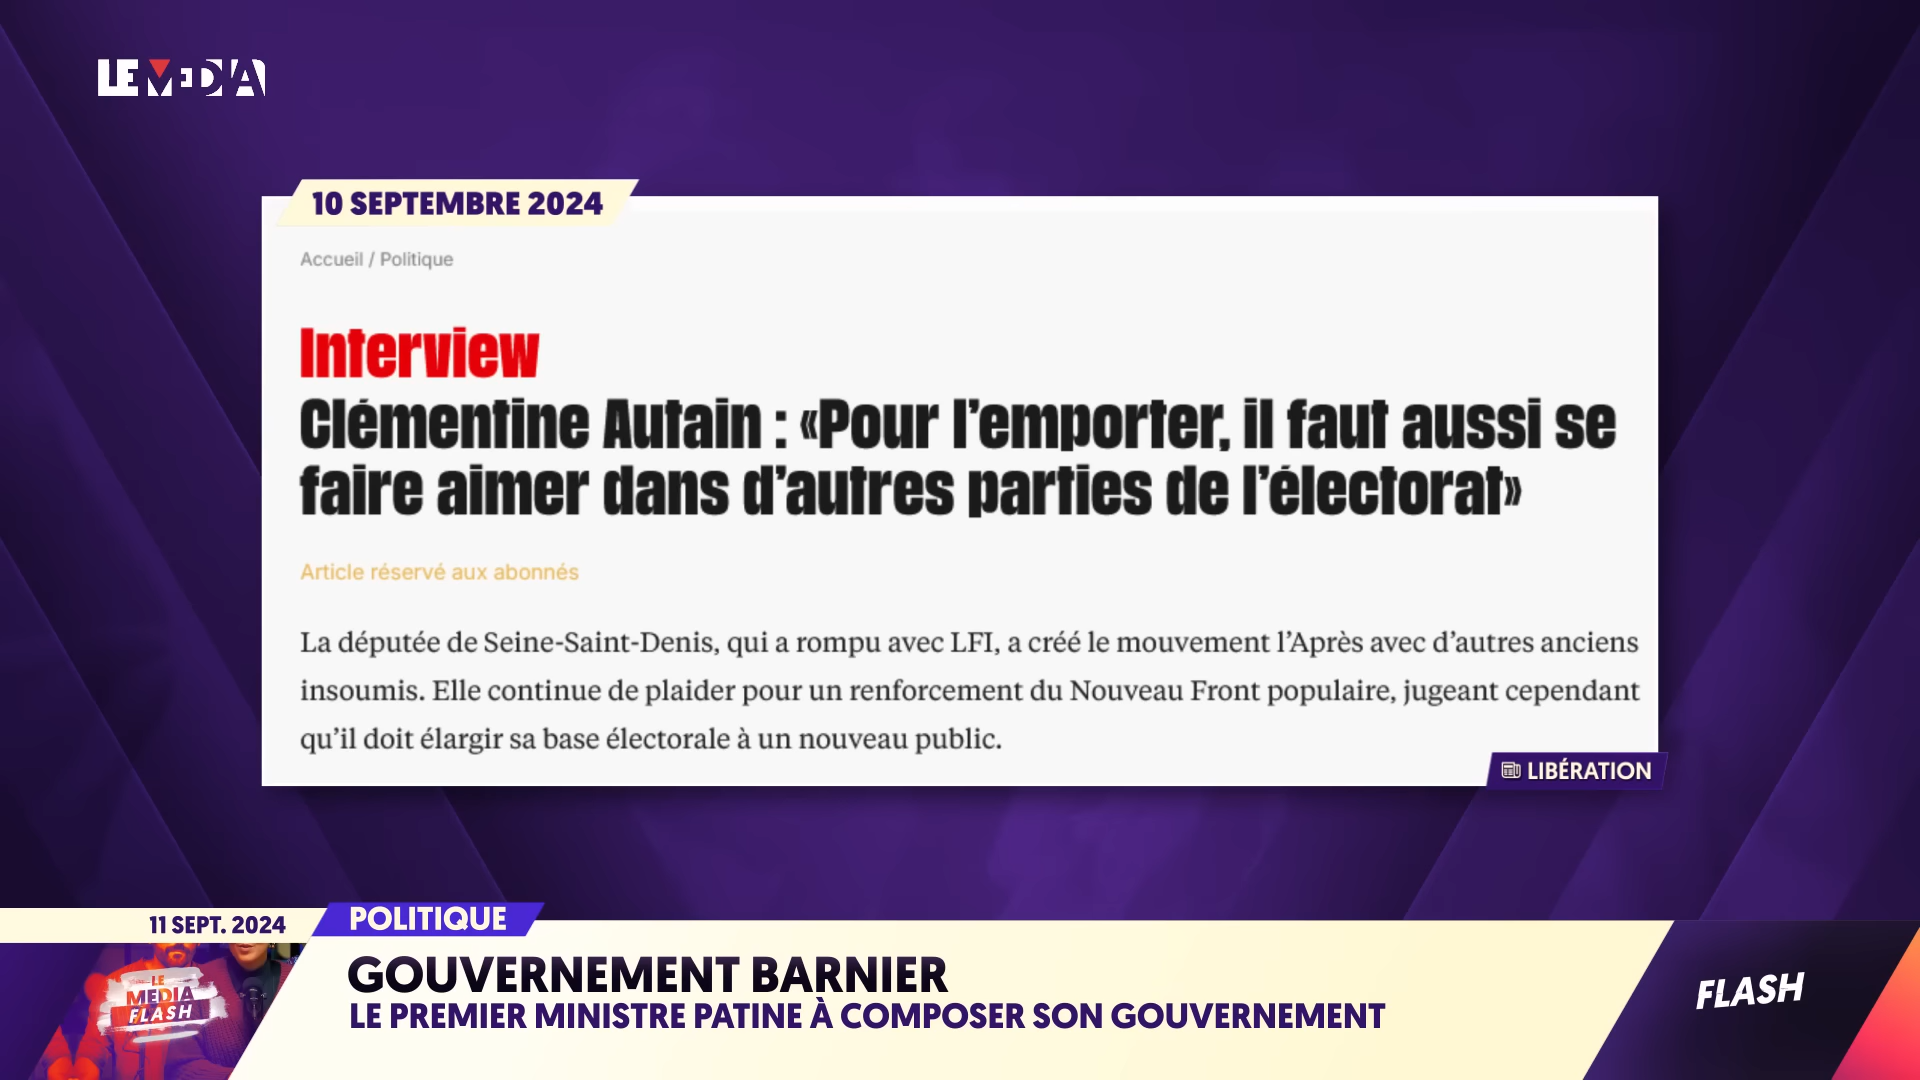 LE MEDIA
10 SEPTEMBRE 2024
Accueil / Politique
Interview
Clémentine Autain : «Pour l'emporter, il faut aussi se
faire aimer dans d'autres parties de l'électorat»
Article réservé aux abonnés
La députée de Seine-Saint-Denis, qui a rompu avec LFI, a créé le mouvement l'Après avec d'autres anciens
insoumis. Elle continue de plaider pour un renforcement du Nouveau Front populaire, jugeant cependant
qu'il doit élargir sa base électorale à un nouveau public.
LIBÉRATION
11 SEPT. 2024
POLITIQUE
LE
MEDIA
FLASH
GOUVERNEMENT BARNIER
LE PREMIER MINISTRE PATINE À COMPOSER SON GOUVERNEMENT
FLASH